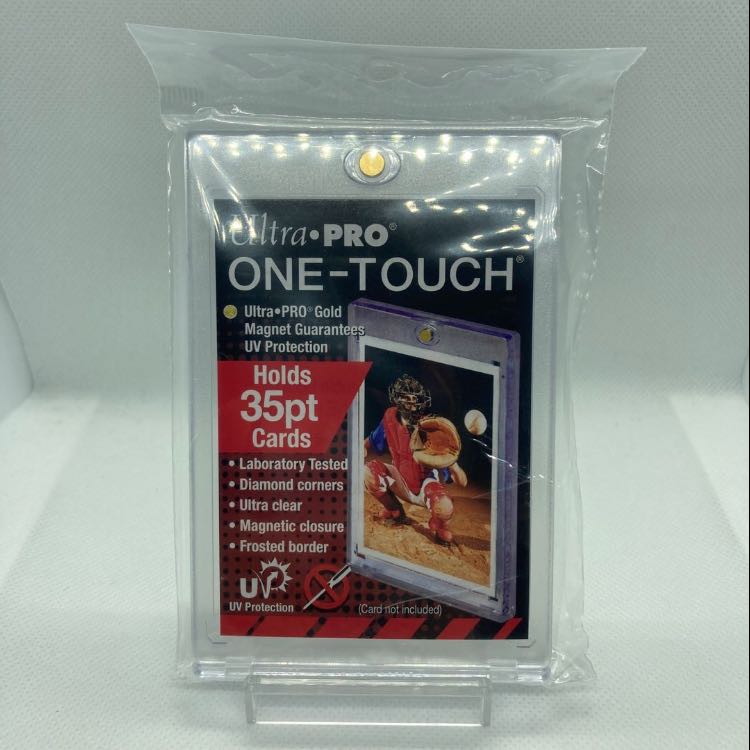 Ultra•PRO®
ONE-TOUCH®
Ultra•PRO® Gold
Magnet Guarantees
UV Protection
Holds
35pt
Cards
• Laboratory Tested
• Diamond corners
• Ultra clear
• Magnetic closure
• Frosted border
UV
UV Protection
(Card not included)